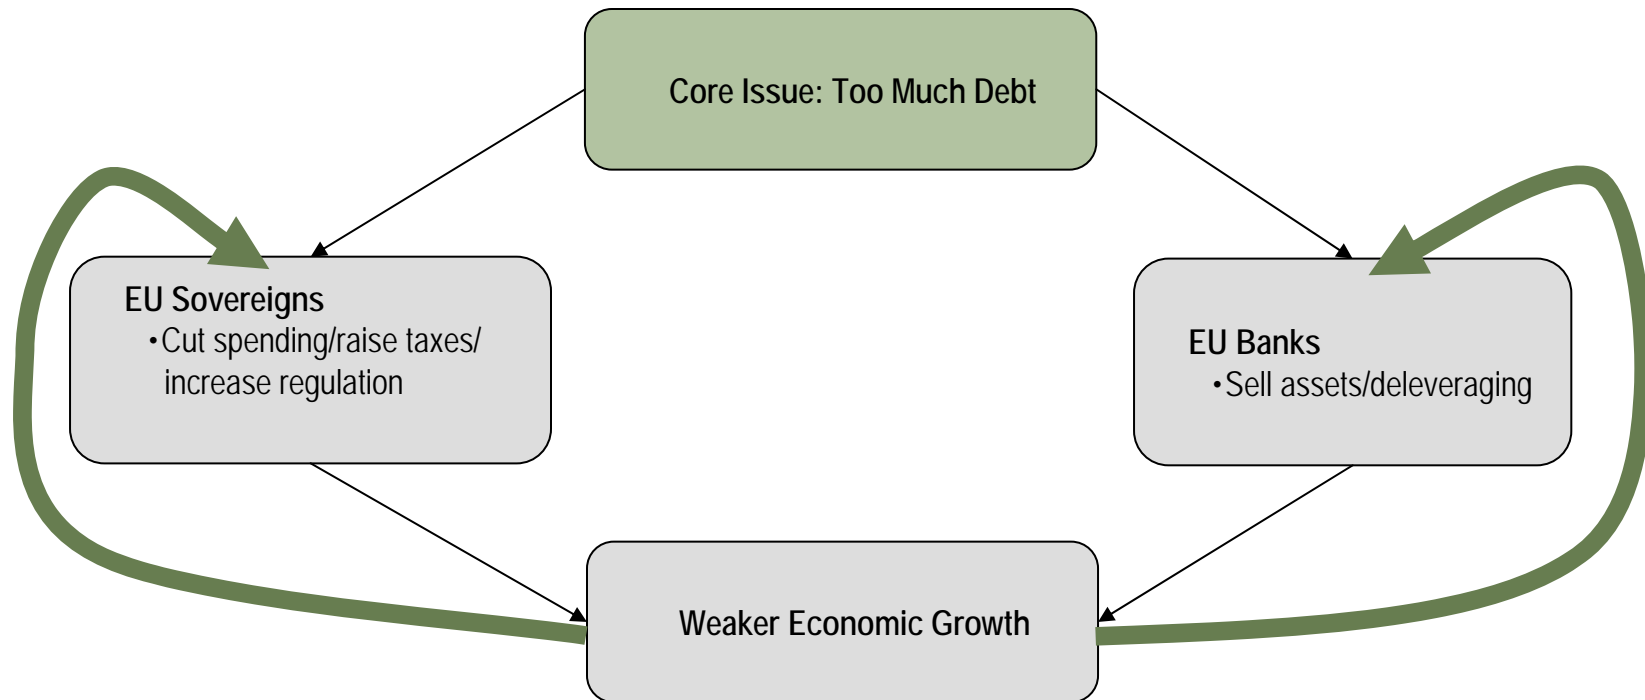 Core Issue: Too Much Debt
EU Sovereigns
•Cut spending/raise taxes/
increase regulation
EU Banks
•Sell assets/deleveraging
Weaker Economic Growth